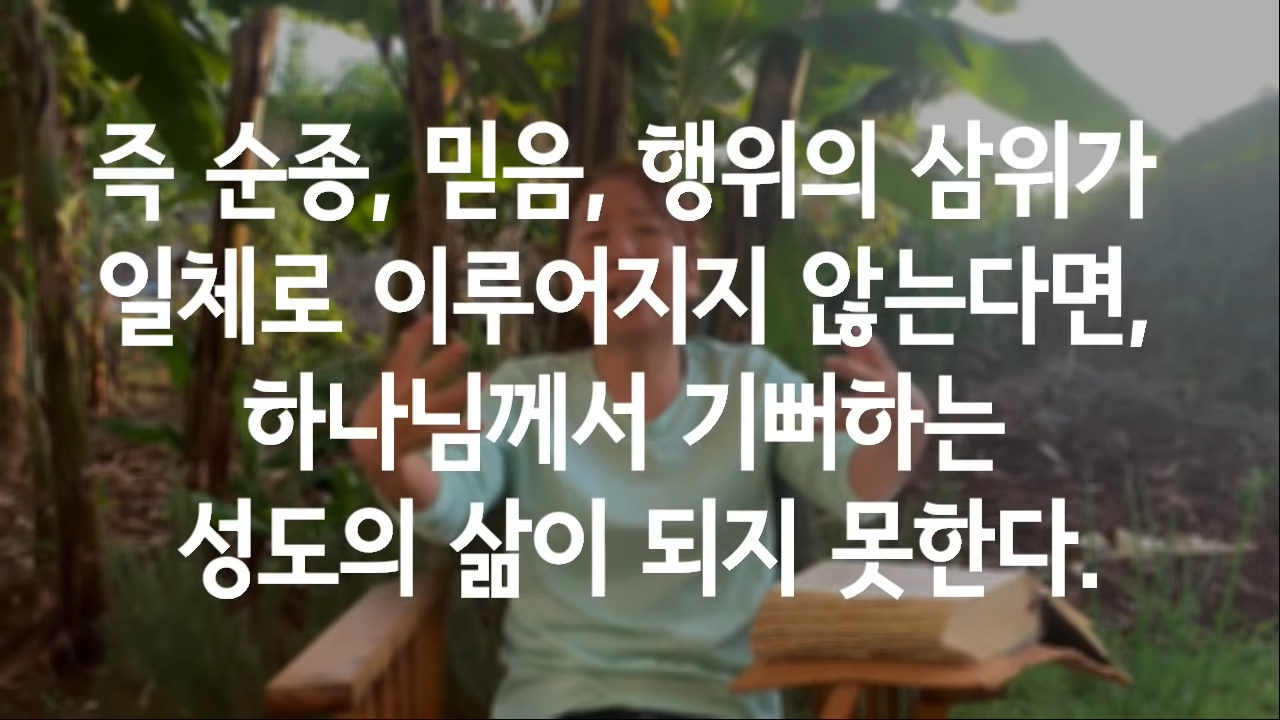 즉 순종, 믿음, 행위의 삼위가
일체로 이루어지지 않는다면,
하나님께서 기뻐하는
성도의 삶이 되지 못한다.